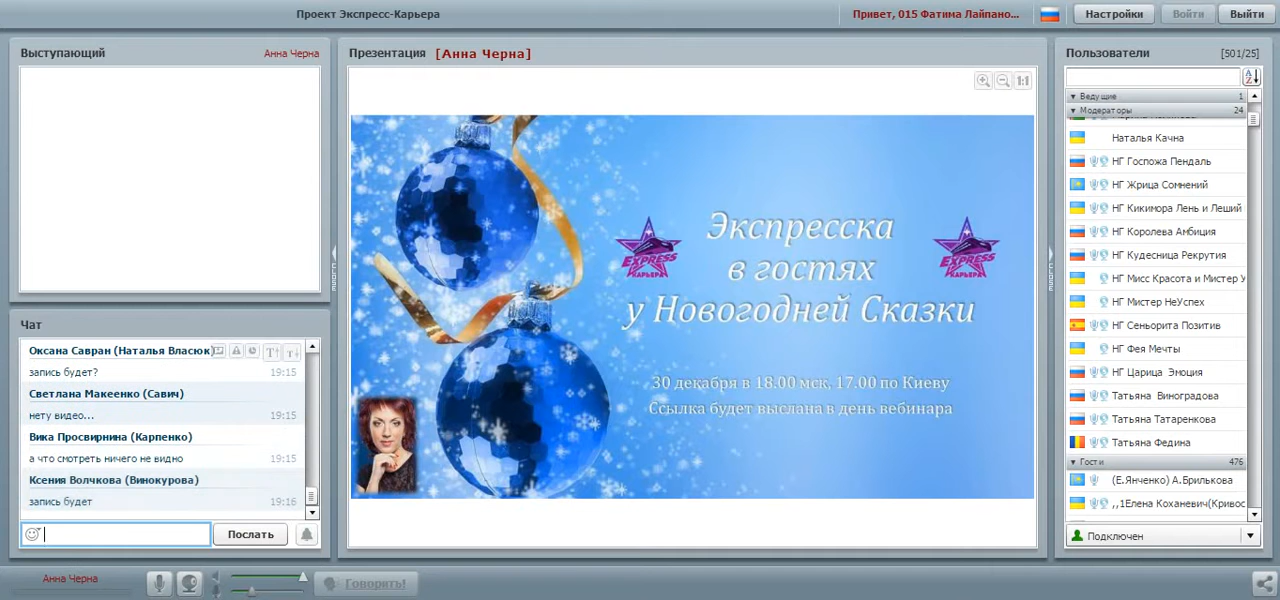 Проект Экспресс-Карьера
Привет, 015 Фатима Лайпано...
Настройки
Войти
Выйти
Выступающий
Анна Черна
Презентация [Анна Черна]
1:1
EXPRESS
КАРЬЕРА
Экспресска
в гостях
у Новогодней Сказки
EXPRESS
КАРЬЕРА
30 декабря в 18.00 мск, 17.00 по Киеву
Ссылка будет выслана в день вебинара
Чат
Оксана Савран (Наталья Власюк)
запись будет? 19:15
Светлана Макеенко (Савич)
нету видео... 19:15
Вика Просвирнина (Карпенко)
а что смотреть ничего не видно 19:15
Ксения Волчкова (Винокурова)
запись будет 19:16
Послать
Пользователи [501/25]
Ведущие 1
Модераторы 24
Наталья Качна
НГ Госпожа Пендаль
НГ Жрица Сомнений
НГ Кикимора Лень и Леший
НГ Королева Амбиция
НГ Кудесница Рекрутия
НГ Мисс Красота и Мистер У
НГ Мистер НеУспех
НГ Сеньорита Позитив
НГ Фея Мечты
НГ Царица Эмоция
Татьяна Виноградова
Татьяна Татаренкова
Татьяна Федина
Гости 476
(Е.Янченко) А.Брилькова
,,1Елена Коханевич(Кривос
Подключен
Анна Черна
Говорить!